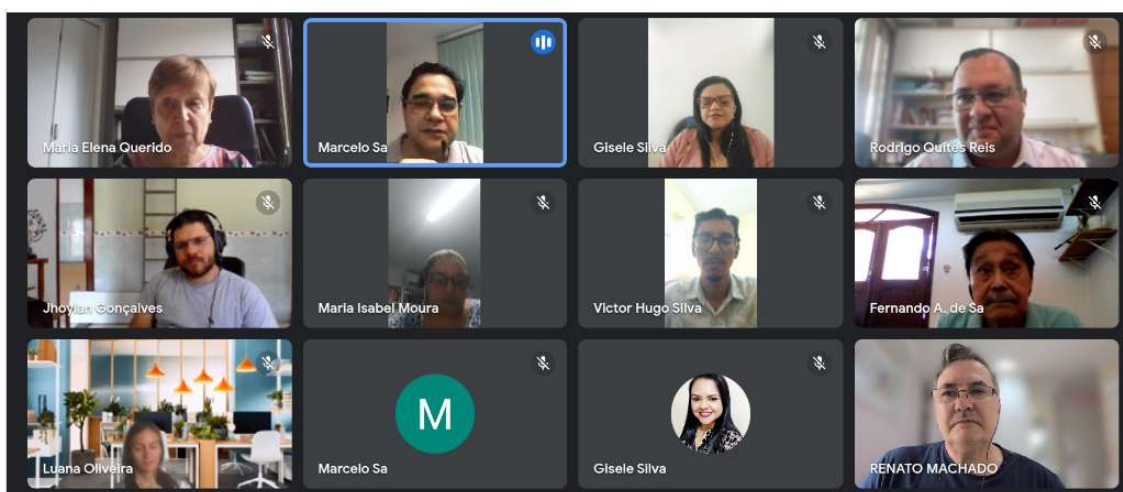 Maria Elena Querido
Marcelo Sa
Gisele Silva
Rodrigo Quites Reis
Jhoylan Gonçalves
Maria Isabel Moura
Victor Hugo Silva
Fernando A. de Sa
Luana Oliveira
M
Marcelo Sa
Gisele Silva
RENATO MACHADO